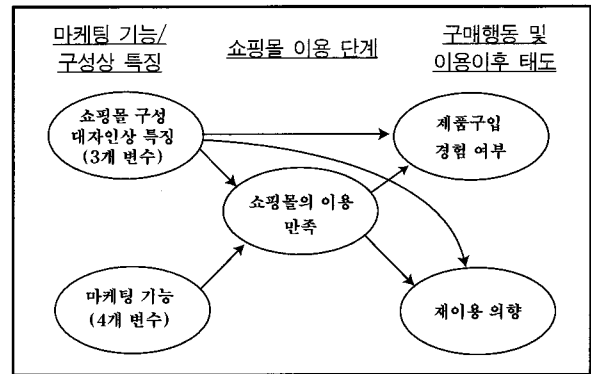 마케팅 기능/
구성상 특징
쇼핑몰 이용 단계
구매행동 및
이용이후 태도
쇼핑몰 구성
대자인상 특징
(3개 변수)
제품구입
경험 여부
쇼핑몰의 이용
만족
마케팅 기능
(4개 변수)
재이용 의향